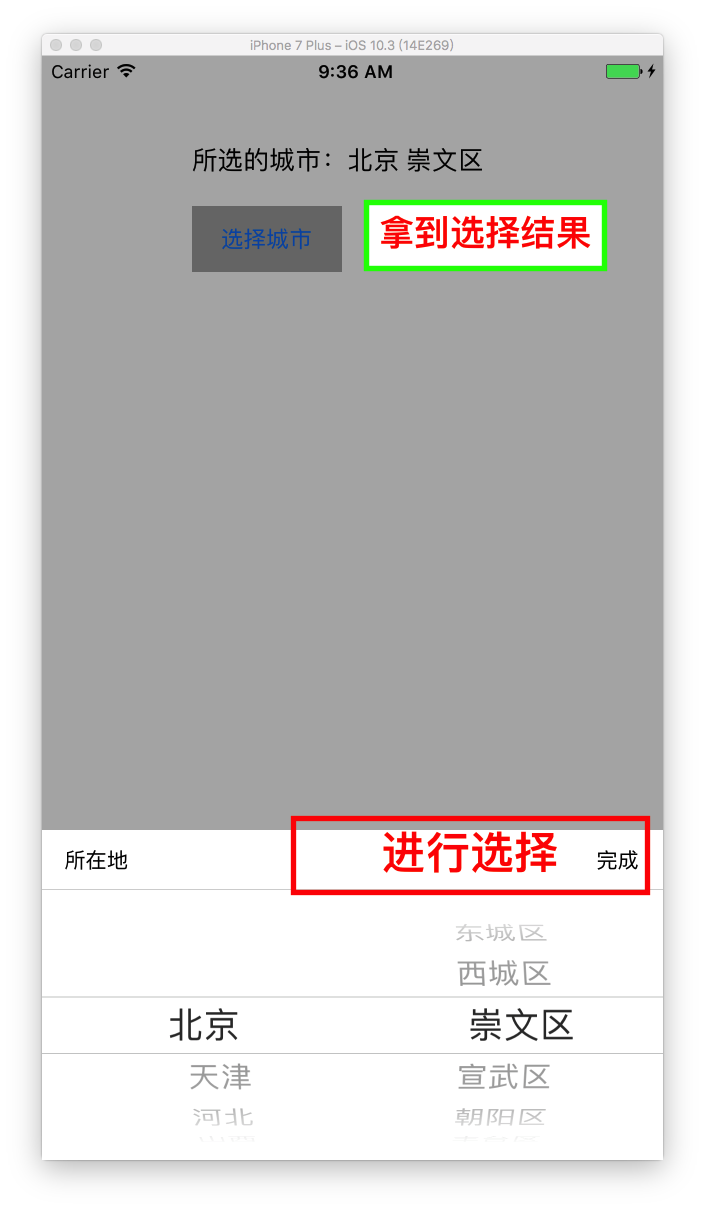 iPhone 7 Plus – iOS 10.3 (14E269)
Carrier 9:36 AM
所选的城市：北京 崇文区
选择城市 拿到选择结果
所在地 进行选择 完成
东城区
西城区
北京 崇文区
天津 宣武区
河北 朝阳区